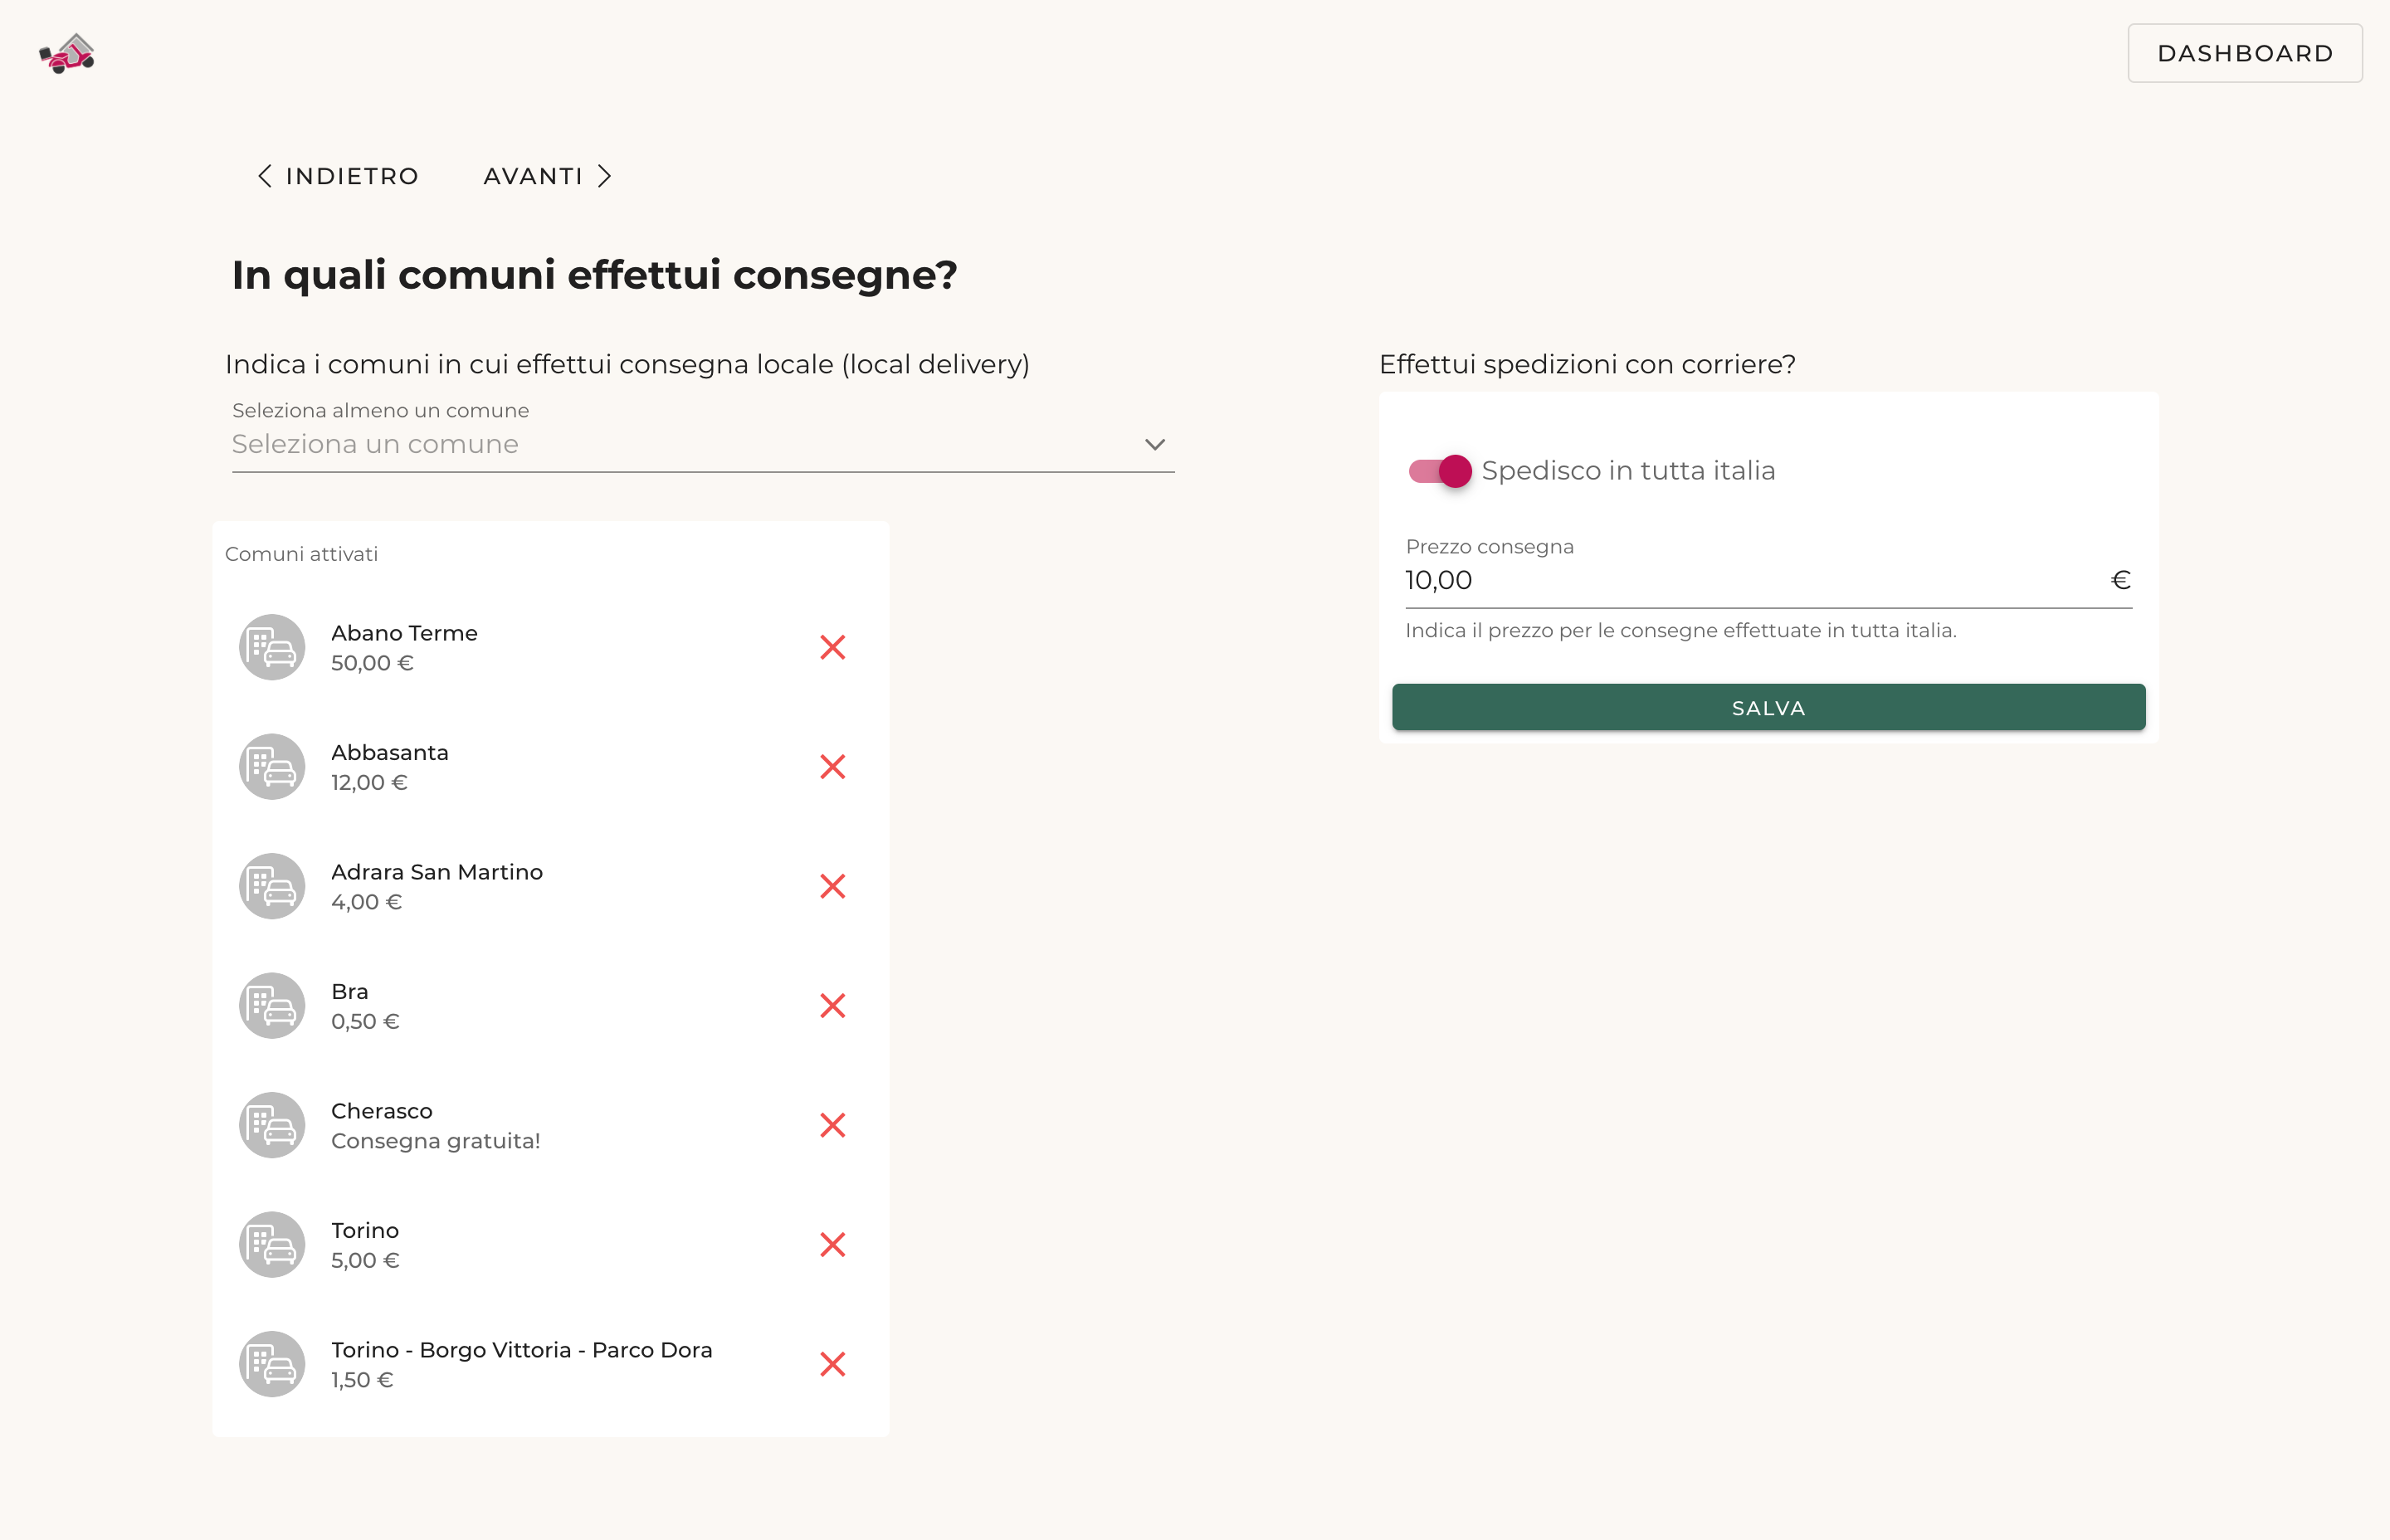 DASHBOARD
INDIETRO
AVANTI
In quali comuni effettui consegne?
Indica i comuni in cui effettui consegna locale (local delivery)
Seleziona almeno un comune
Seleziona un comune
Comuni attivati
Abano Terme
50,00 €
Abbasanta
12,00 €
Adrara San Martino
4,00 €
Bra
0,50 €
Cherasco
Consegna gratuita!
Torino
5,00 €
Torino - Borgo Vittoria - Parco Dora
1,50 €
Effettui spedizioni con corriere?
Spedisco in tutta italia
Prezzo consegna
10,00 €
Indica il prezzo per le consegne effettuate in tutta italia.
SALVA